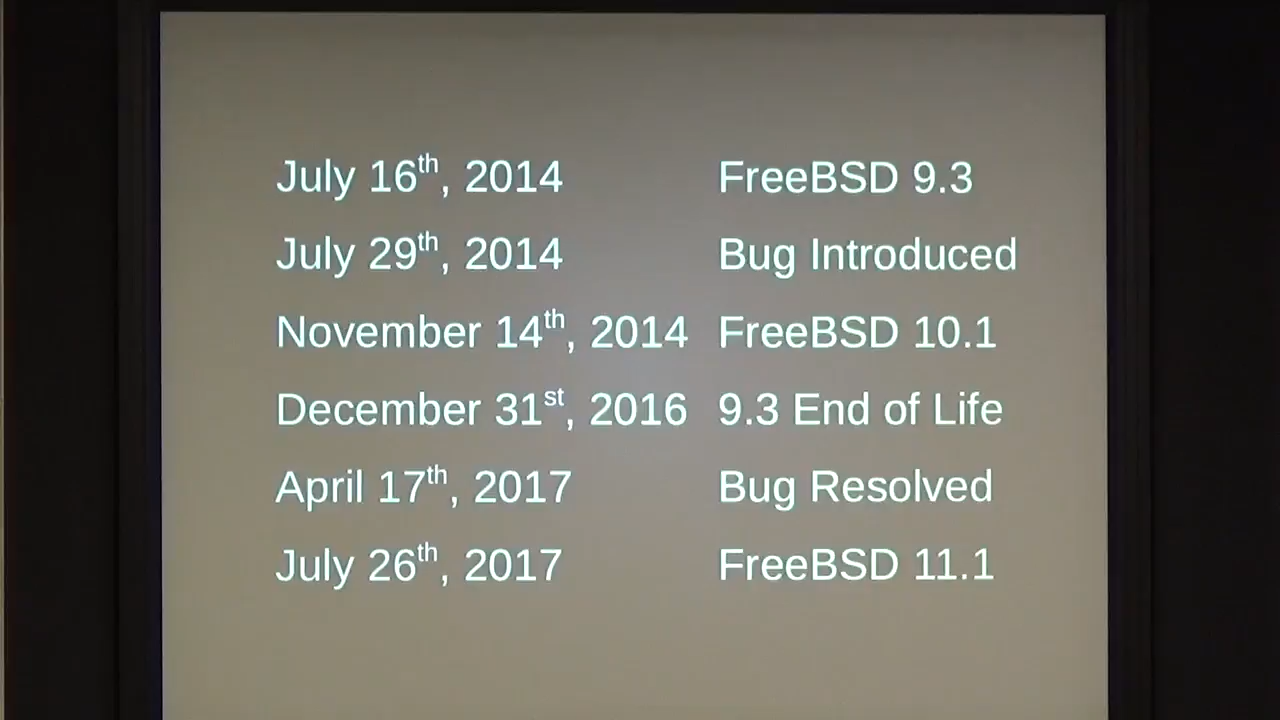 July 16th, 2014 FreeBSD 9.3
July 29th, 2014 Bug Introduced
November 14th, 2014 FreeBSD 10.1
December 31st, 2016 9.3 End of Life
April 17th, 2017 Bug Resolved
July 26th, 2017 FreeBSD 11.1